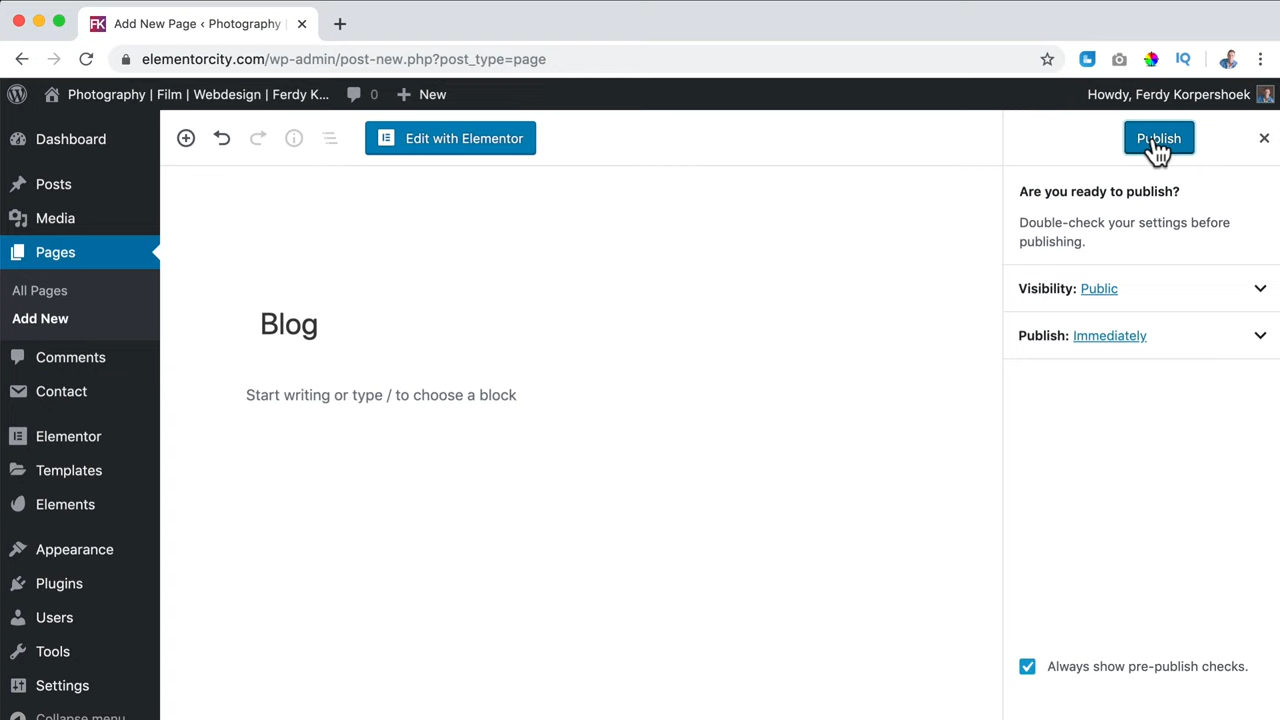 FK Add New Page ‹ Photography |
elementorcity.com/wp-admin/post-new.php?post_type=page
IQ
Photography | Film | Webdesign | Ferdy K... 0 New
Howdy, Ferdy Korpershoek
Dashboard
Posts
Media
Pages
All Pages
Add New
Comments
Contact
Elementor
Templates
Elements
Appearance
Plugins
Users
Tools
Settings
Collapse menu
Edit with Elementor
Blog
Start writing or type / to choose a block
Publish
Are you ready to publish?
Double-check your settings before
publishing.
Visibility: Public
Publish: Immediately
Always show pre-publish checks.